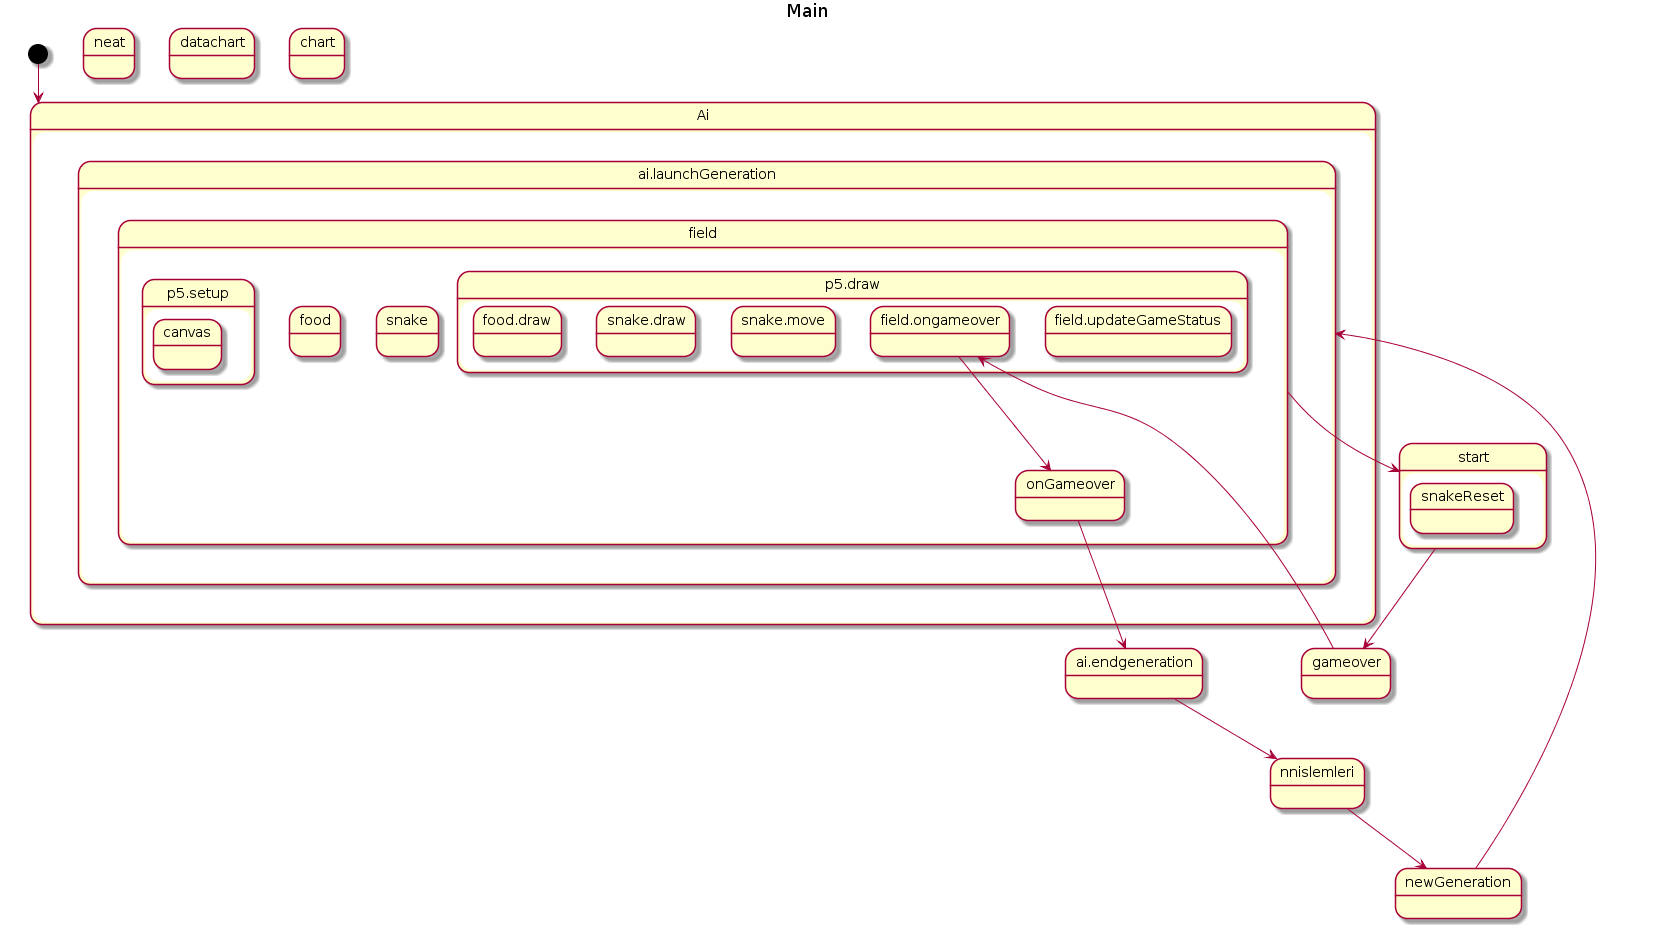 Main
neat
datachart
chart
Ai
ai.launchGeneration
field
p5.setup
canvas
food
snake
p5.draw
food.draw
snake.draw
snake.move
field.ongameover
field.updateGameStatus
start
snakeReset
onGameover
ai.endgeneration
gameover
nnislemleri
newGeneration